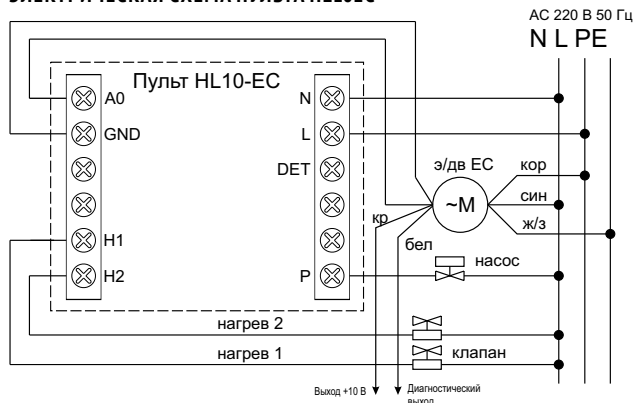 AC 220 В 50 Гц
N L PE
Пульт HL10-EC
A0
N
GND
L
DET
э/дв EC
кор
~M
син
кр
ж/з
бел
H1
H2
P
насос
нагрев 2
нагрев 1
клапан
Выход +10 В
Диагностический
выход